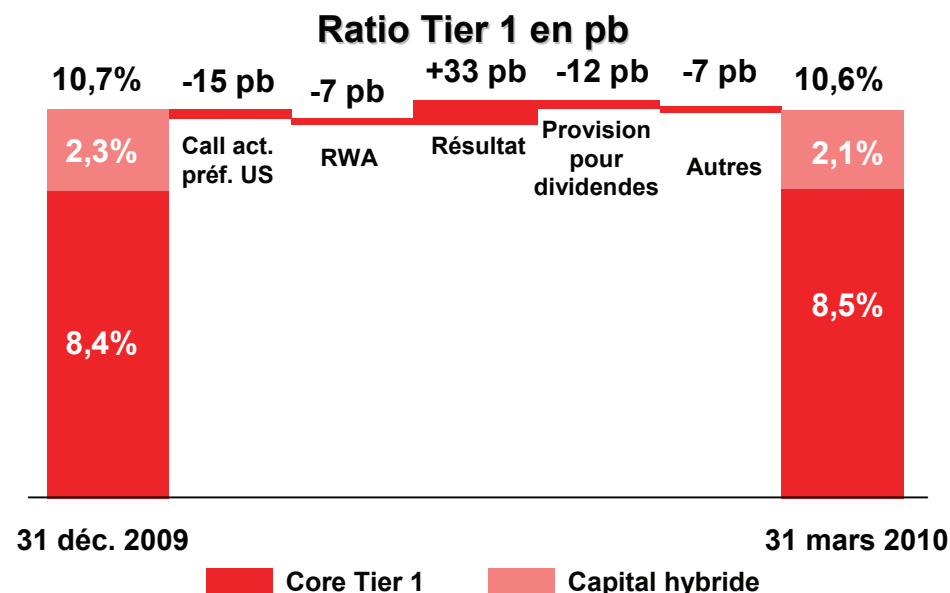 Ratio Tier 1 en pb
10,7%
-15 pb
-7 pb
+33 pb
-12 pb
-7 pb
10,6%
2,3%
Call act.
préf. US
RWA
Résultat
Provision
pour
dividendes
Autres
2,1%
8,4%
8,5%
31 déc. 2009
31 mars 2010
Core Tier 1
Capital hybride